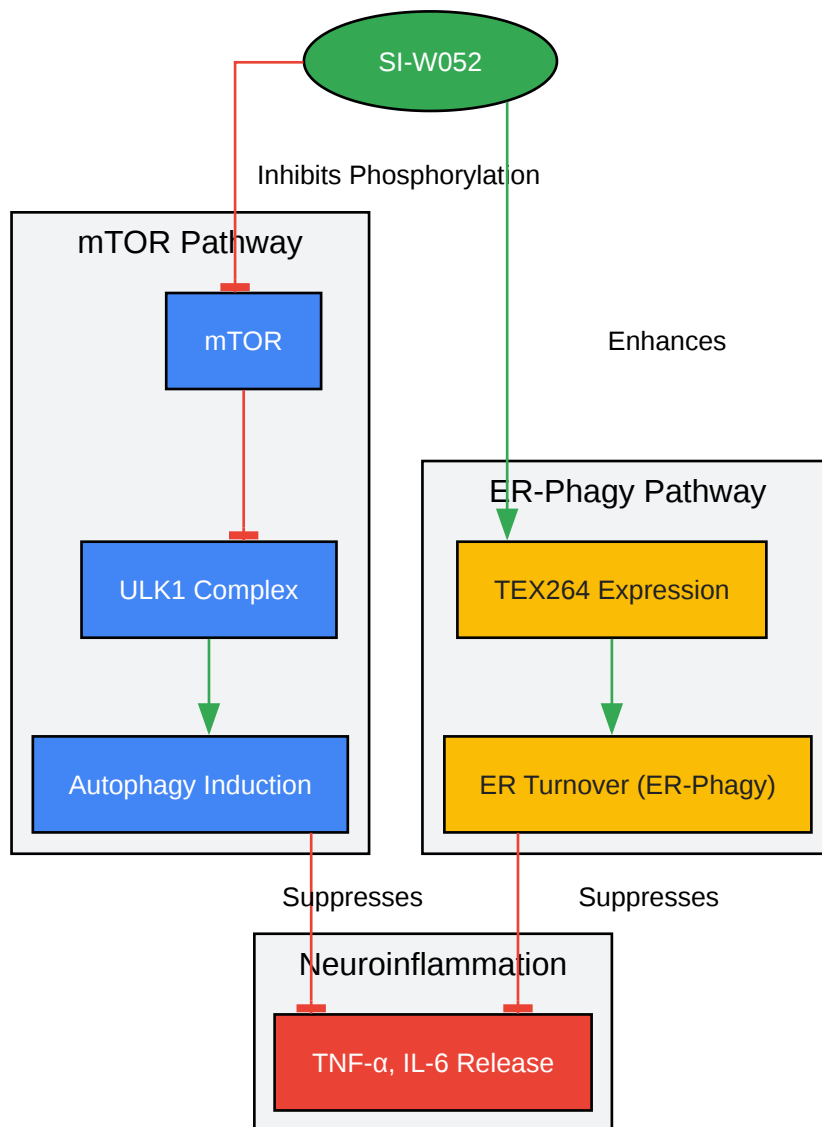 SI-W052
Inhibits Phosphorylation
mTOR Pathway
mTOR
Enhances
ER-Phagy Pathway
ULK1 Complex
TEX264 Expression
Autophagy Induction
ER Turnover (ER-Phagy)
Suppresses
Suppresses
Neuroinflammation
TNF-α, IL-6 Release